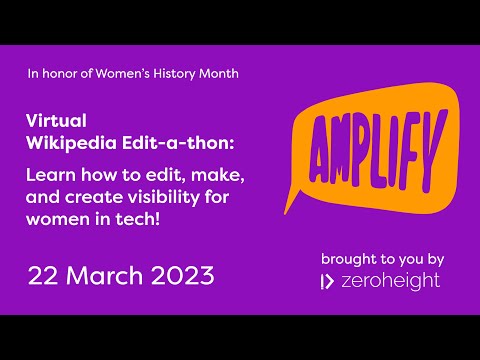 In honor of Women's History Month
Virtual
Wikipedia Edit-a-thon:
Learn how to edit, make,
and create visibility for
women in tech!
22 March 2023
AMPLIFY
brought to you by
zeroheight